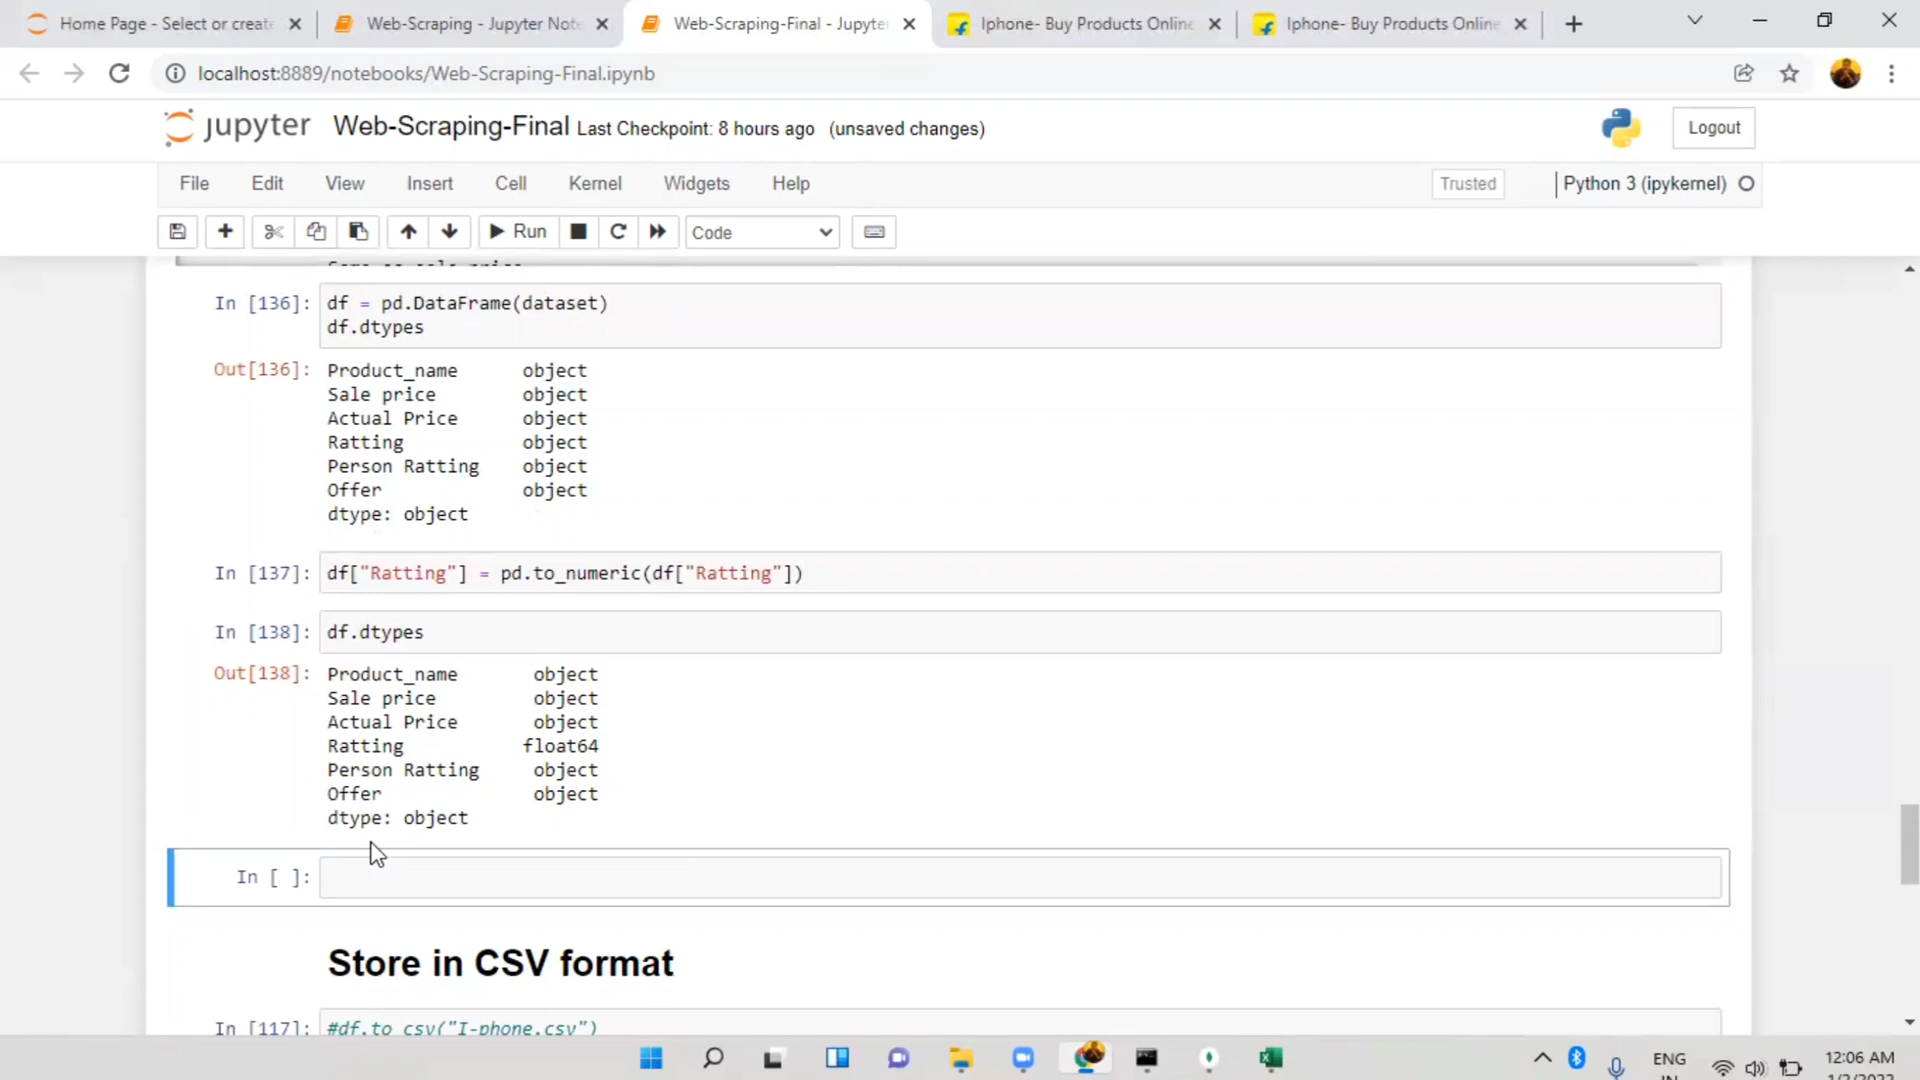 Home Page - Select or create
Web-Scraping - Jupyter Note
Web-Scraping-Final - Jupyter
Iphone- Buy Products Online
Iphone- Buy Products Online
localhost:8889/notebooks/Web-Scraping-Final.ipynb
jupyter Web-Scraping-Final Last Checkpoint: 8 hours ago (unsaved changes)
Logout
File Edit View Insert Cell Kernel Widgets Help
Trusted
Python 3 (ipykernel)
Run
Code
In [136]: df = pd.DataFrame(dataset)
df.dtypes
Out[136]: Product_name object
Sale price object
Actual Price object
Ratting object
Person Ratting object
Offer object
dtype: object
In [137]: df["Ratting"] = pd.to_numeric(df["Ratting"])
In [138]: df.dtypes
Out[138]: Product_name object
Sale price object
Actual Price object
Ratting float64
Person Ratting object
Offer object
dtype: object
In [ ]:
Store in CSV format
In [117]: #df.to_csv("I-phone.csv")
ENG
12:06 AM